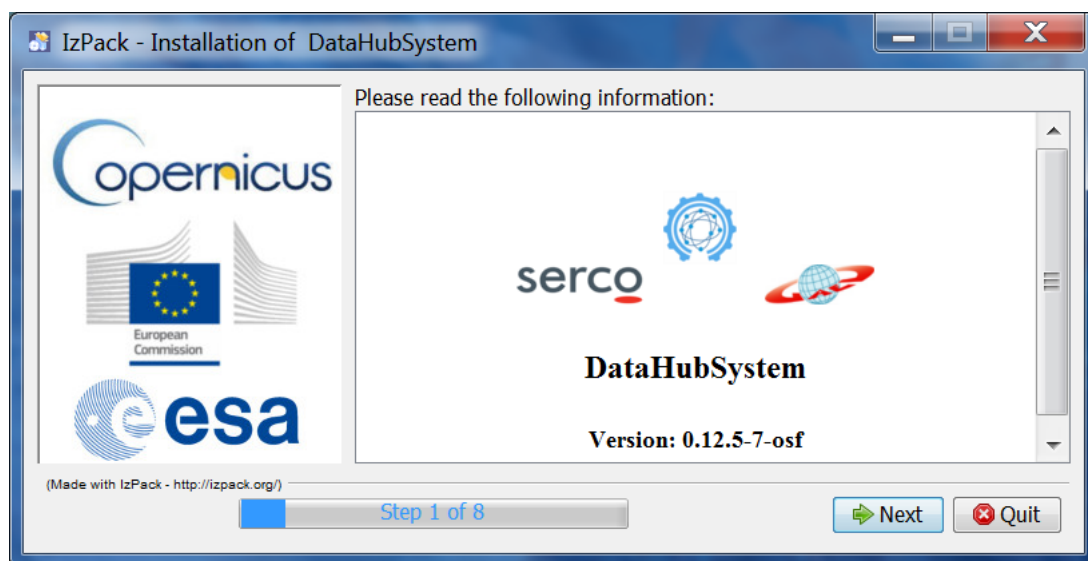 IzPack - Installation of DataHubSystem
Please read the following information:
opernicus
European
Commission
esa
serco
DataHubSystem
Version: 0.12.5-7-osf
(Made with IzPack - http://izpack.org/)
Step 1 of 8
Next
Quit